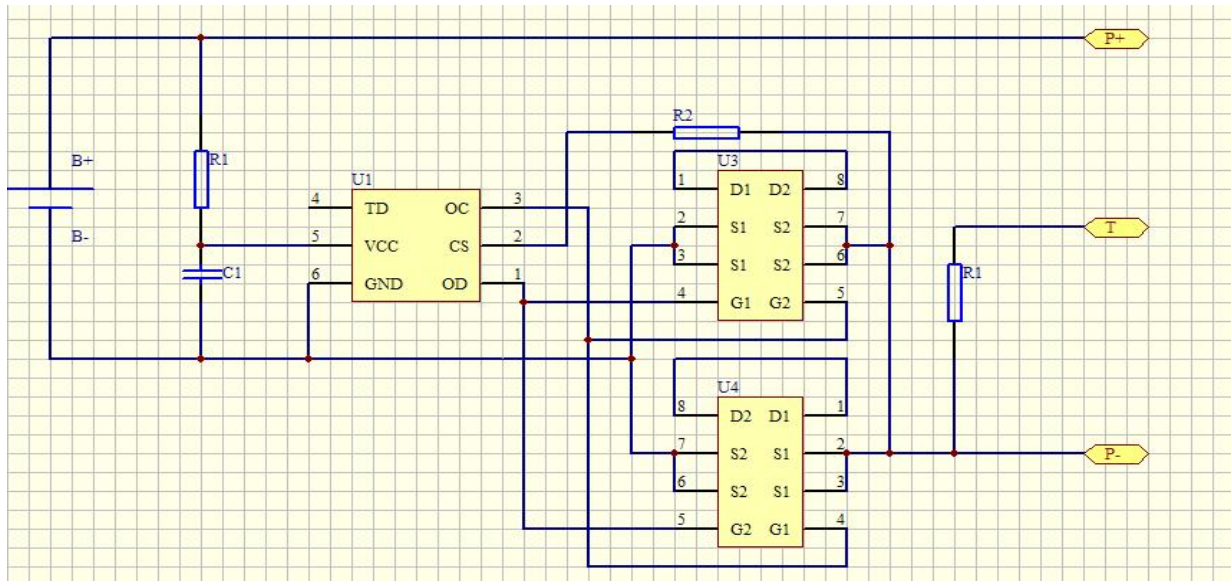 P+
R2
B+
R1
U3
U1
1 D1 D2 8
4 TD OC 3
2 S1 S2 7
T
B-
5 VCC CS 2
3 S1 S2 6
C1
R1
6 GND OD 1
4 G1 G2 5
U4
8 D2 D1 1
7 S2 S1 2
P-
6 S2 S1 3
5 G2 G1 4